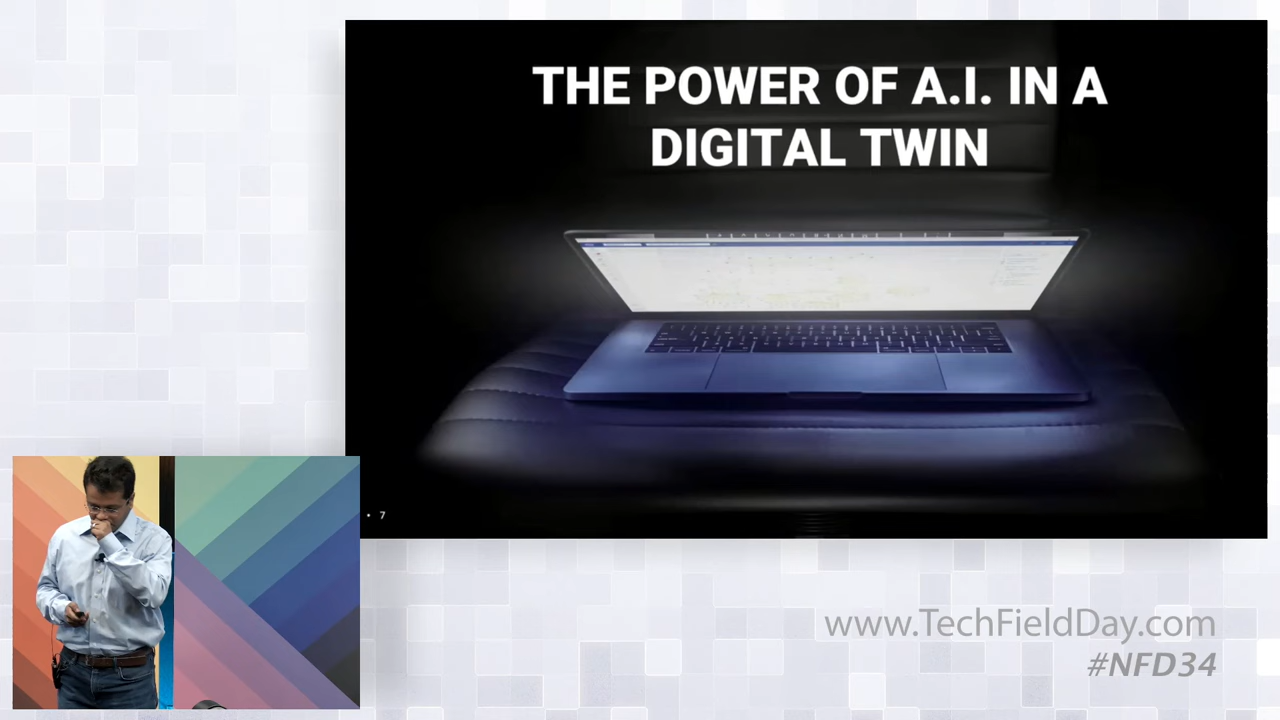 THE POWER OF A.I. IN A
DIGITAL TWIN
• 7
www.TechFieldDay.com
#NFD34